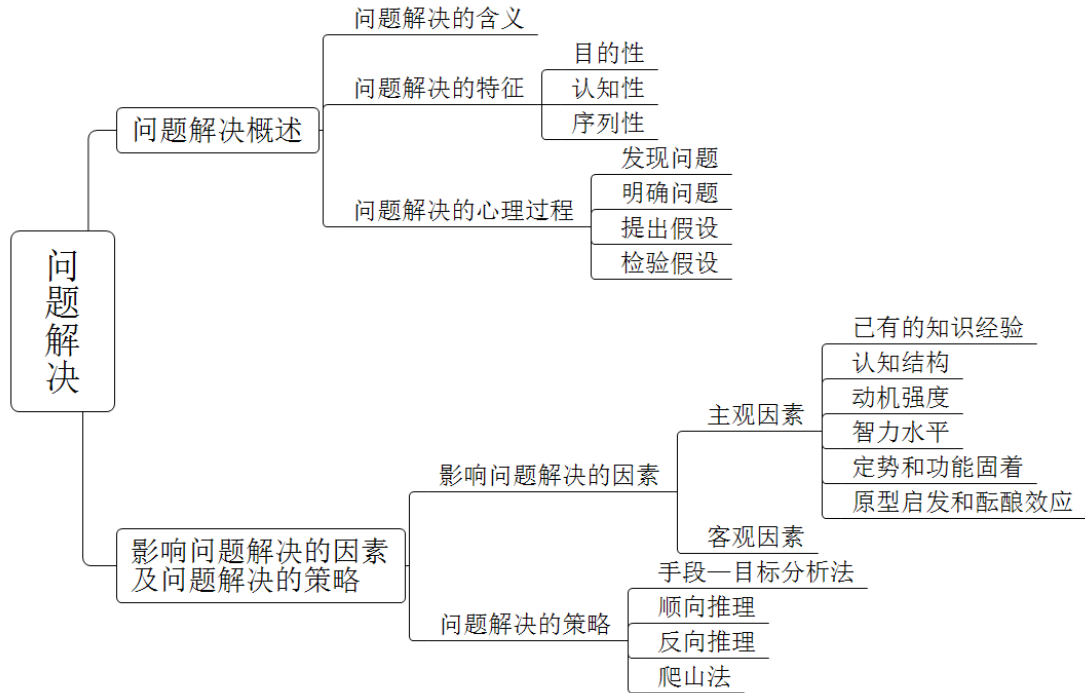 问题解决
问题解决概述
问题解决的含义
问题解决的特征
目的性
认知性
序列性
问题解决的心理过程
发现问题
明确问题
提出假设
检验假设
影响问题解决的因素
及问题解决的策略
影响问题解决的因素
主观因素
已有的知识经验
认知结构
动机强度
智力水平
定势和功能固着
原型启发和酝酿效应
客观因素
问题解决的策略
手段—目标分析法
顺向推理
反向推理
爬山法